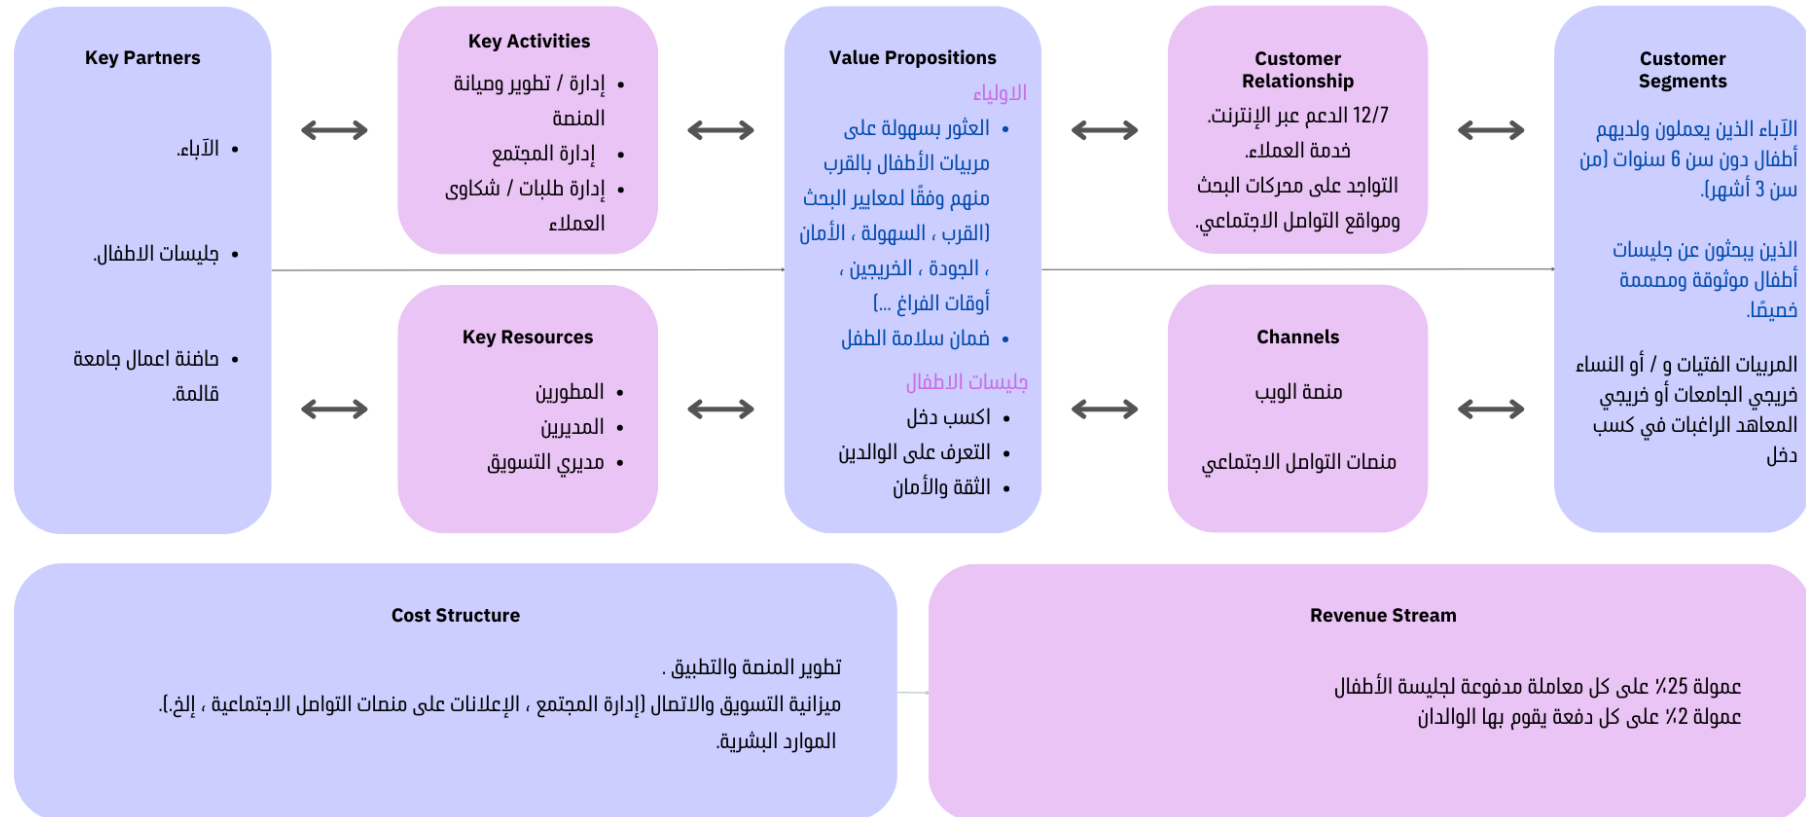 Key Partners
الآباء.
جليسات الاطفال.
حاضنة اعمال جامعة
قالمة.
Key Activities
إدارة / تطوير وصيانة
المنصة
إدارة المجتمع
إدارة طلبات / شكاوى
العملاء
Key Resources
المطورين
المديرين
مديري التسويق
Value Propositions
الاولياء
العثور بسهولة على
مربيات الأطفال بالقرب
منهم وفقًا لمعايير البحث
(القرب ، السهولة ، الأمان
، الجودة ، الخريجين ،
أوقات الفراغ ...)
ضمان سلامة الطفل
جليسات الاطفال
اكسب دخل
التعرف على الوالدين
الثقة والأمان
Customer
Relationship
12/7 الدعم عبر الإنترنت.
خدمة العملاء.
التواجد على محركات البحث
ومواقع التواصل الاجتماعي.
Channels
منصة الويب
منصات التواصل الاجتماعي
Customer
Segments
الآباء الذين يعملون ولديهم
أطفال دون سن 6 سنوات (من
سن 3 أشهر).
الذين يبحثون عن جليسات
أطفال موثوقة ومصممة
خصيصًا.
المربيات الفتيات و / أو النساء
خريجي الجامعات أو خريجي
المعاهد الراغبات في كسب
دخل
Cost Structure
تطوير المنصة والتطبيق .
ميزانية التسويق والاتصال (إدارة المجتمع ، الإعلانات على منصات التواصل الاجتماعية ، إلخ.).
الموارد البشرية.
Revenue Stream
عمولة 25٪ على كل معاملة مدفوعة لجليسة الأطفال
عمولة 2٪ على كل دفعة يقوم بها الوالدان